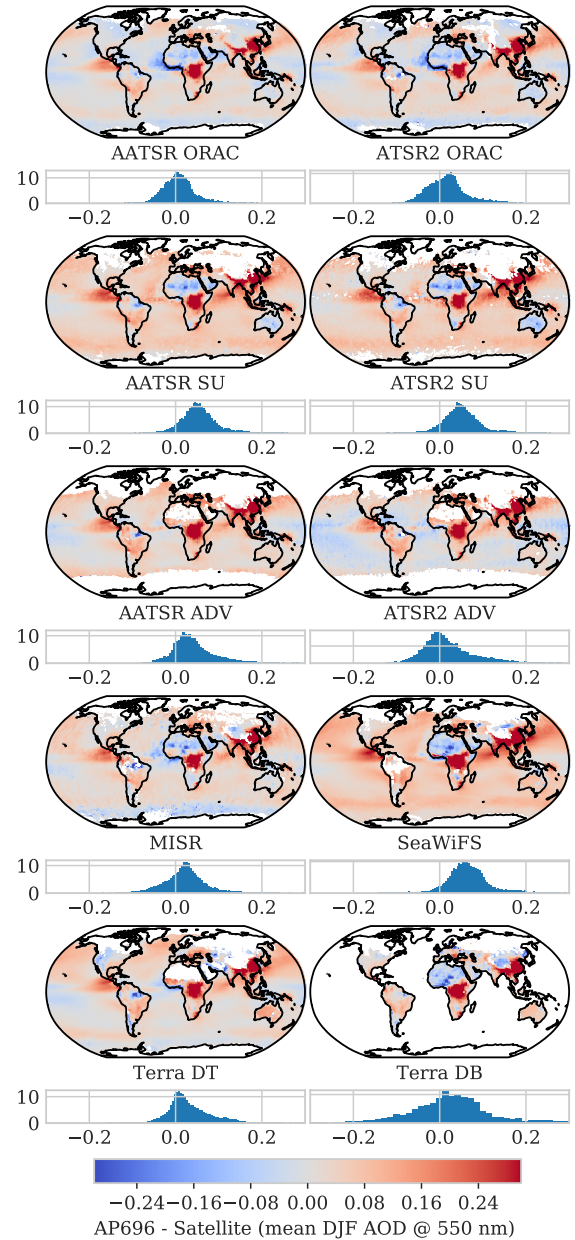 AATSR ORAC ATSR2 ORAC
10
0
−0.2 0.0 0.2 −0.2 0.0 0.2
AATSR SU ATSR2 SU
10
0
−0.2 0.0 0.2 −0.2 0.0 0.2
AATSR ADV ATSR2 ADV
10
0
−0.2 0.0 0.2 −0.2 0.0 0.2
MISR SeaWiFS
10
0
−0.2 0.0 0.2 −0.2 0.0 0.2
Terra DT Terra DB
10
0
−0.2 0.0 0.2 −0.2 0.0 0.2
−0.24 −0.16 −0.08 0.00 0.08 0.16 0.24
AP696 - Satellite (mean DJF AOD @ 550 nm)